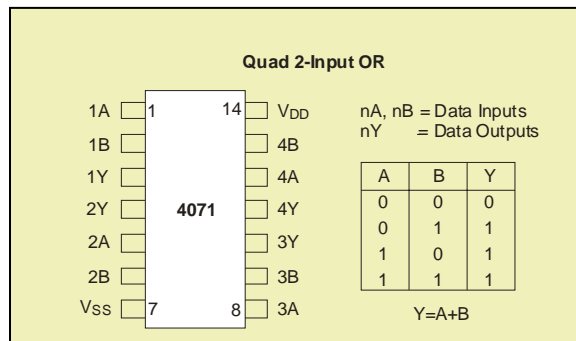 Quad 2-Input OR
1A 1 14 VDD
1B 4B
1Y 4A
2Y 4071 4Y
2A 3Y
2B 3B
VSS 7 8 3A
nA, nB = Data Inputs
nY = Data Outputs
A B Y
0 0 0
0 1 1
1 0 1
1 1 1
Y=A+B